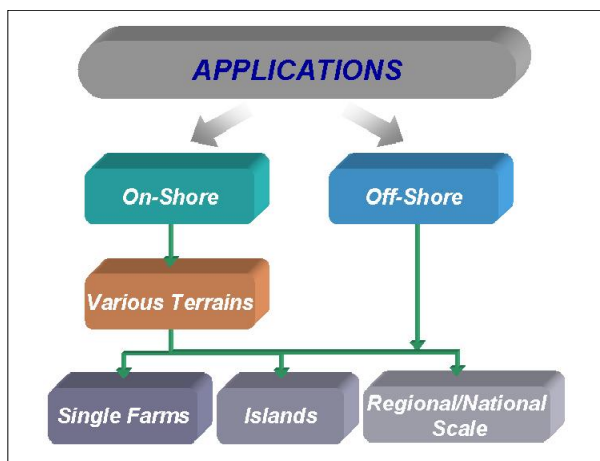 APPLICATIONS
On-Shore
Off-Shore
Various Terrains
Single Farms
Islands
Regional/National
Scale